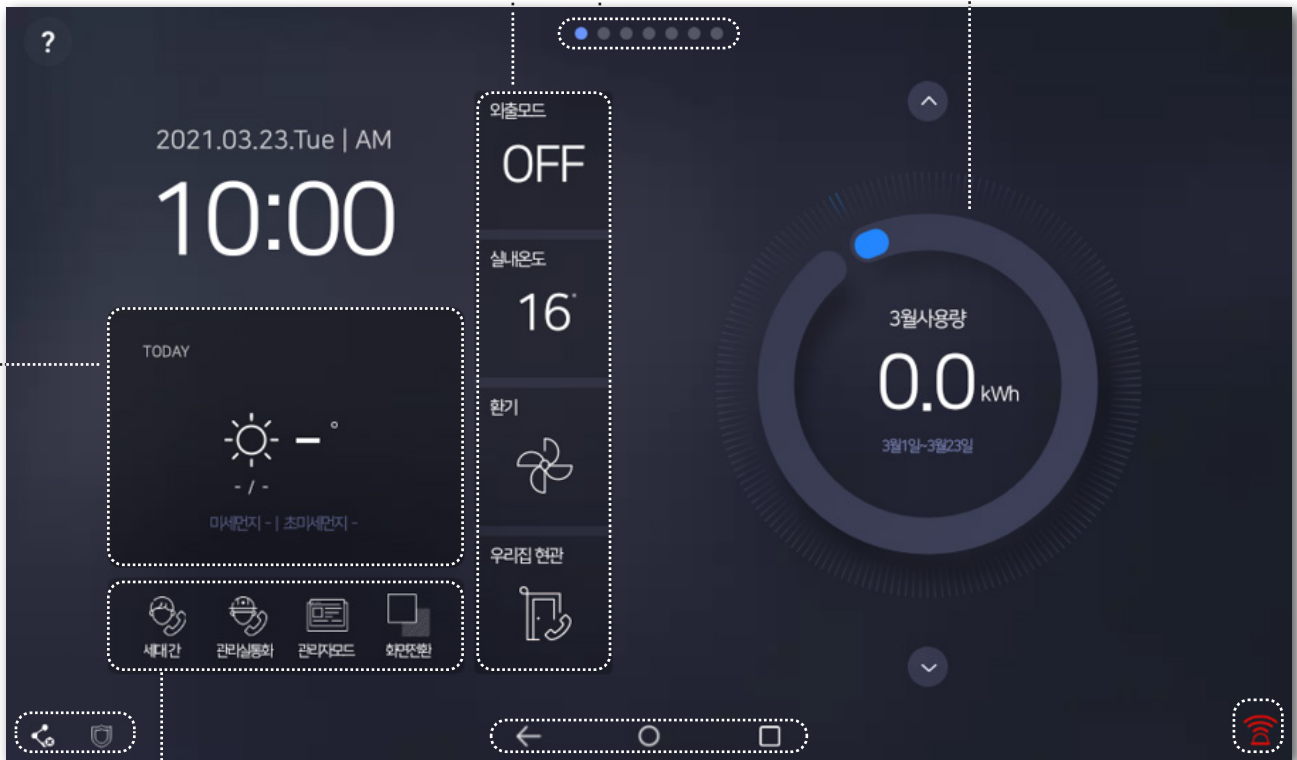 ?
2021.03.23.Tue | AM
10:00
TODAY
– °
- / -
미세먼지 - | 초미세먼지 -
세대간
관리실통화
관리자모드
화면전환
외출모드
OFF
실내온도
16°
환기
우리집 현관
3월사용량
0.0 kWh
3월1일~3월23일